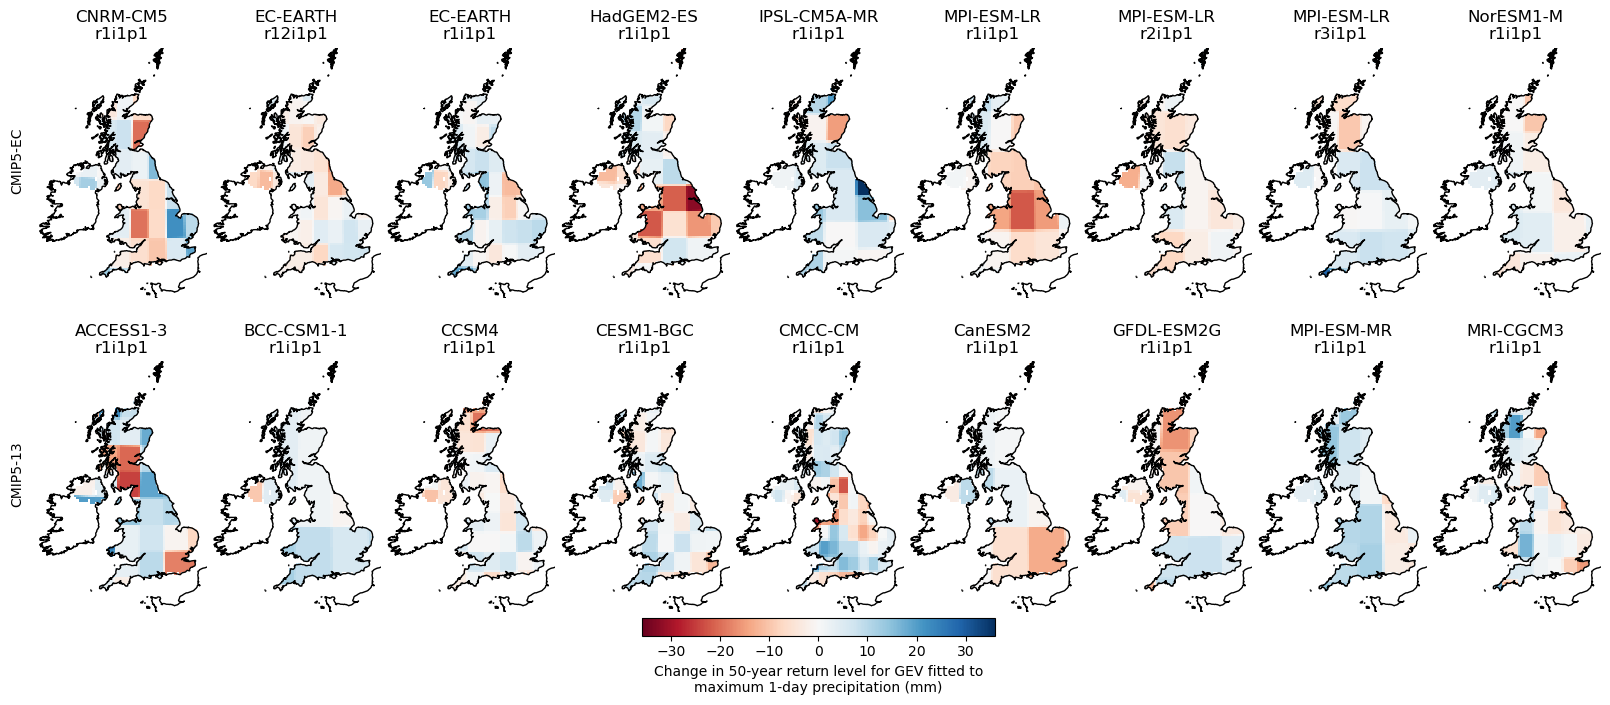 CNRM-CM5 EC-EARTH EC-EARTH HadGEM2-ES IPSL-CM5A-MR MPI-ESM-LR MPI-ESM-LR MPI-ESM-LR NorESM1-M
r1i1p1 r12i1p1 r1i1p1 r1i1p1 r1i1p1 r1i1p1 r2i1p1 r3i1p1 r1i1p1
CMIP5-EC
ACCESS1-3 BCC-CSM1-1 CCSM4 CESM1-BGC CMCC-CM CanESM2 GFDL-ESM2G MPI-ESM-MR MRI-CGCM3
r1i1p1 r1i1p1 r1i1p1 r1i1p1 r1i1p1 r1i1p1 r1i1p1 r1i1p1 r1i1p1
CMIP5-13
−30 −20 −10 0 10 20 30
Change in 50-year return level for GEV fitted to
maximum 1-day precipitation (mm)